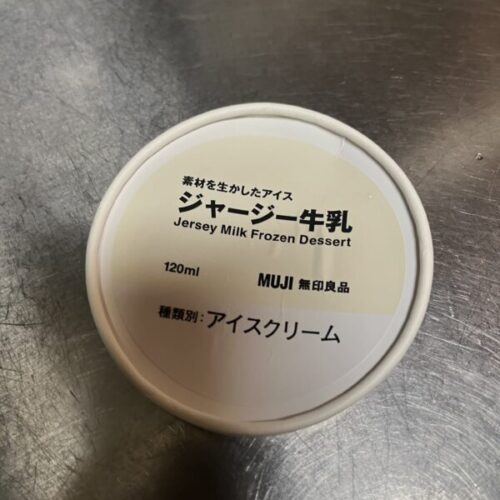 素材を生かしたアイス
ジャージー牛乳
Jersey Milk Frozen Dessert
120ml MUJI 無印良品
種類別:アイスクリーム